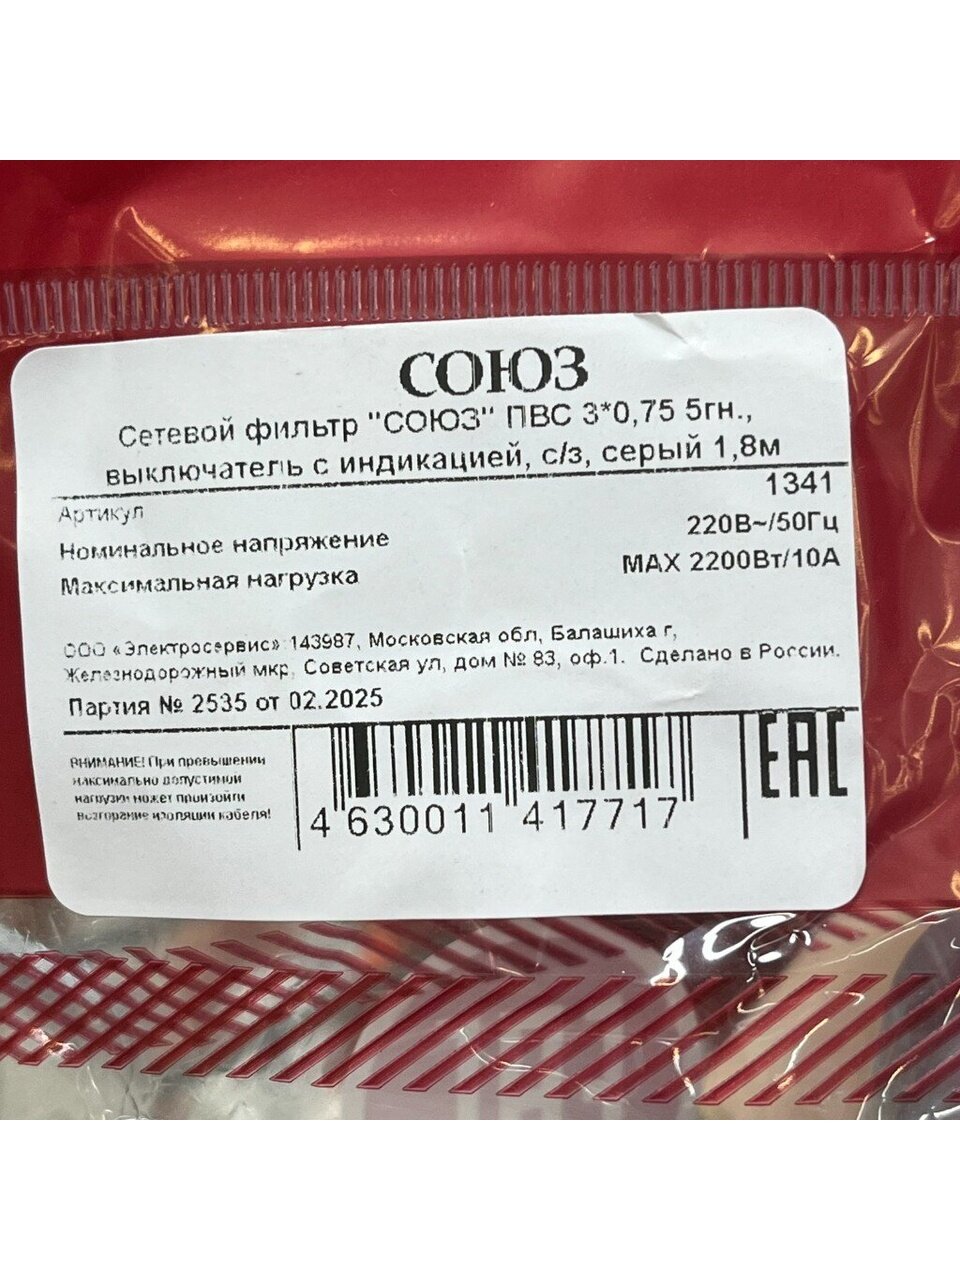 СОЮЗ
Сетевой фильтр "СОЮЗ" ПВС 3*0,75 5гн.,
выключатель с индикацией, с/з, серый 1,8м
Артикул 1341
Номинальное напряжение 220В~/50Гц
Максимальная нагрузка MAX 2200Вт/10А
ООО «Электросервис» 143987, Московская обл, Балашиха г,
Железнодорожный мкр, Советская ул, дом № 83, оф.1. Сделано в России.
Партия № 2535 от 02.2025
ВНИМАНИЕ! При превышении
максимально допустимой
нагрузки может произойти
возгорание изоляции кабеля!
4 630011 417717
EAC